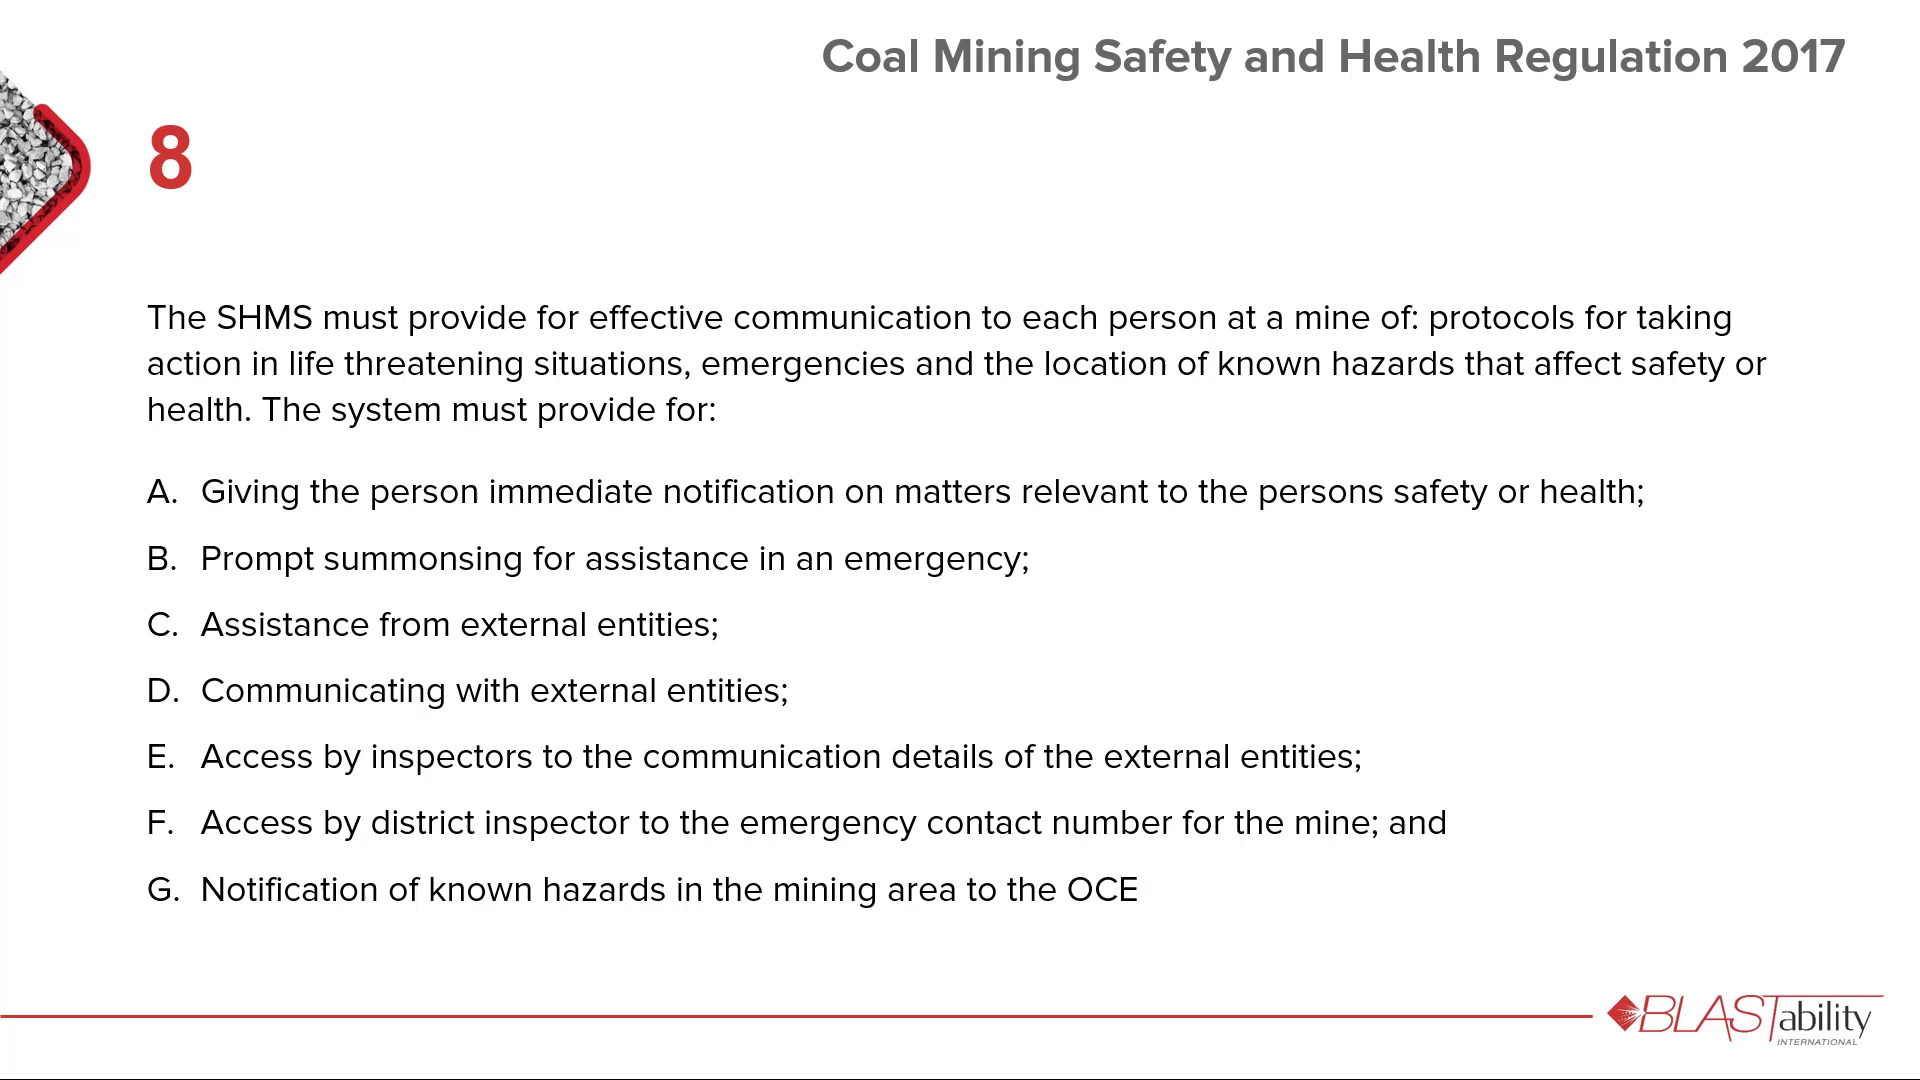 Coal Mining Safety and Health Regulation 2017
8
The SHMS must provide for effective communication to each person at a mine of: protocols for taking
action in life threatening situations, emergencies and the location of known hazards that affect safety or
health. The system must provide for:
A. Giving the person immediate notification on matters relevant to the persons safety or health;
B. Prompt summonsing for assistance in an emergency;
C. Assistance from external entities;
D. Communicating with external entities;
E. Access by inspectors to the communication details of the external entities;
F. Access by district inspector to the emergency contact number for the mine; and
G. Notification of known hazards in the mining area to the OCE
BLASTability
INTERNATIONAL